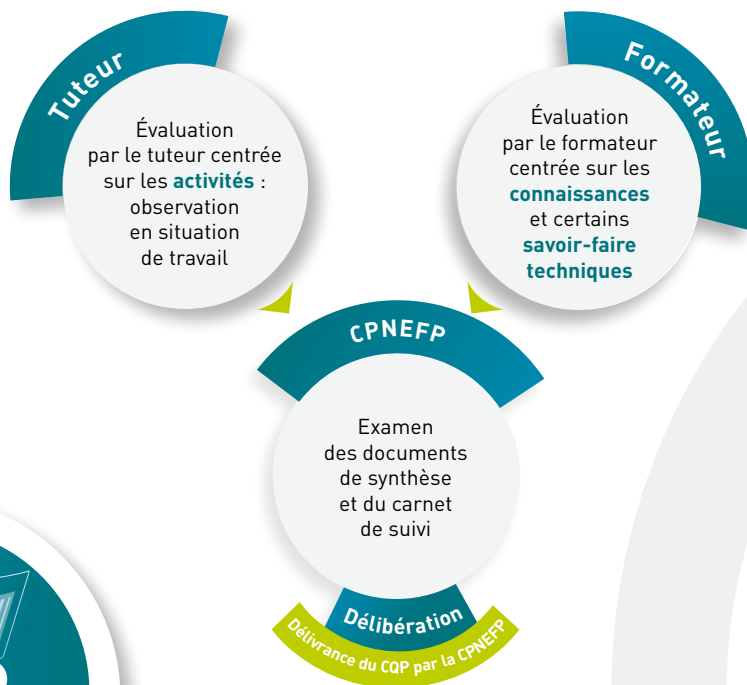 Tuteur
Évaluation
par le tuteur centrée
sur les activités :
observation
en situation
de travail
Formateur
Évaluation
par le formateur
centrée sur les
connaissances
et certains
savoir-faire
techniques
CPNEFP
Examen
des documents
de synthèse
et du carnet
de suivi
Délibération
Délivrance du CQP par la CPNEFP